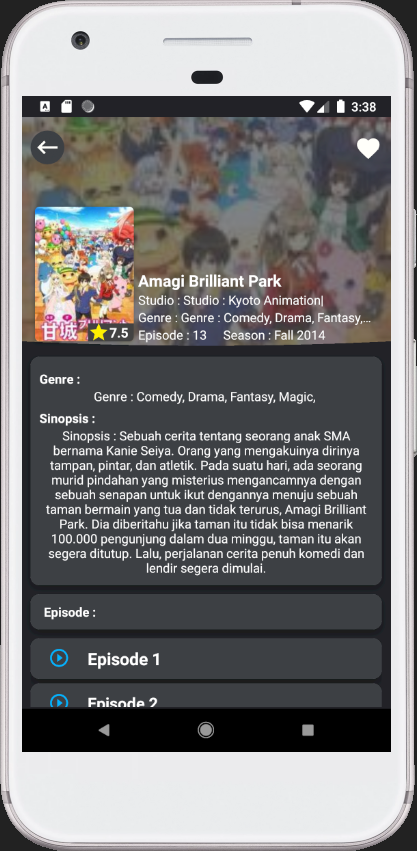 3:38
Amagi Brilliant Park
Studio : Studio : Kyoto Animation|
Genre : Genre : Comedy, Drama, Fantasy,...
Episode : 13 Season : Fall 2014
甘城
7.5
Genre :
Genre : Comedy, Drama, Fantasy, Magic,
Sinopsis :
Sinopsis : Sebuah cerita tentang seorang anak SMA
bernama Kanie Seiya. Orang yang mengakuinya dirinya
tampan, pintar, dan atletik. Pada suatu hari, ada seorang
murid pindahan yang misterius mengancamnya dengan
sebuah senapan untuk ikut dengannya menuju sebuah
taman bermain yang tua dan tidak terurus, Amagi Brilliant
Park. Dia diberitahu jika taman itu tidak bisa menarik
100.000 pengunjung dalam dua minggu, taman itu akan
segera ditutup. Lalu, perjalanan cerita penuh komedi dan
lendir segera dimulai.
Episode :
Episode 1
Episode 2